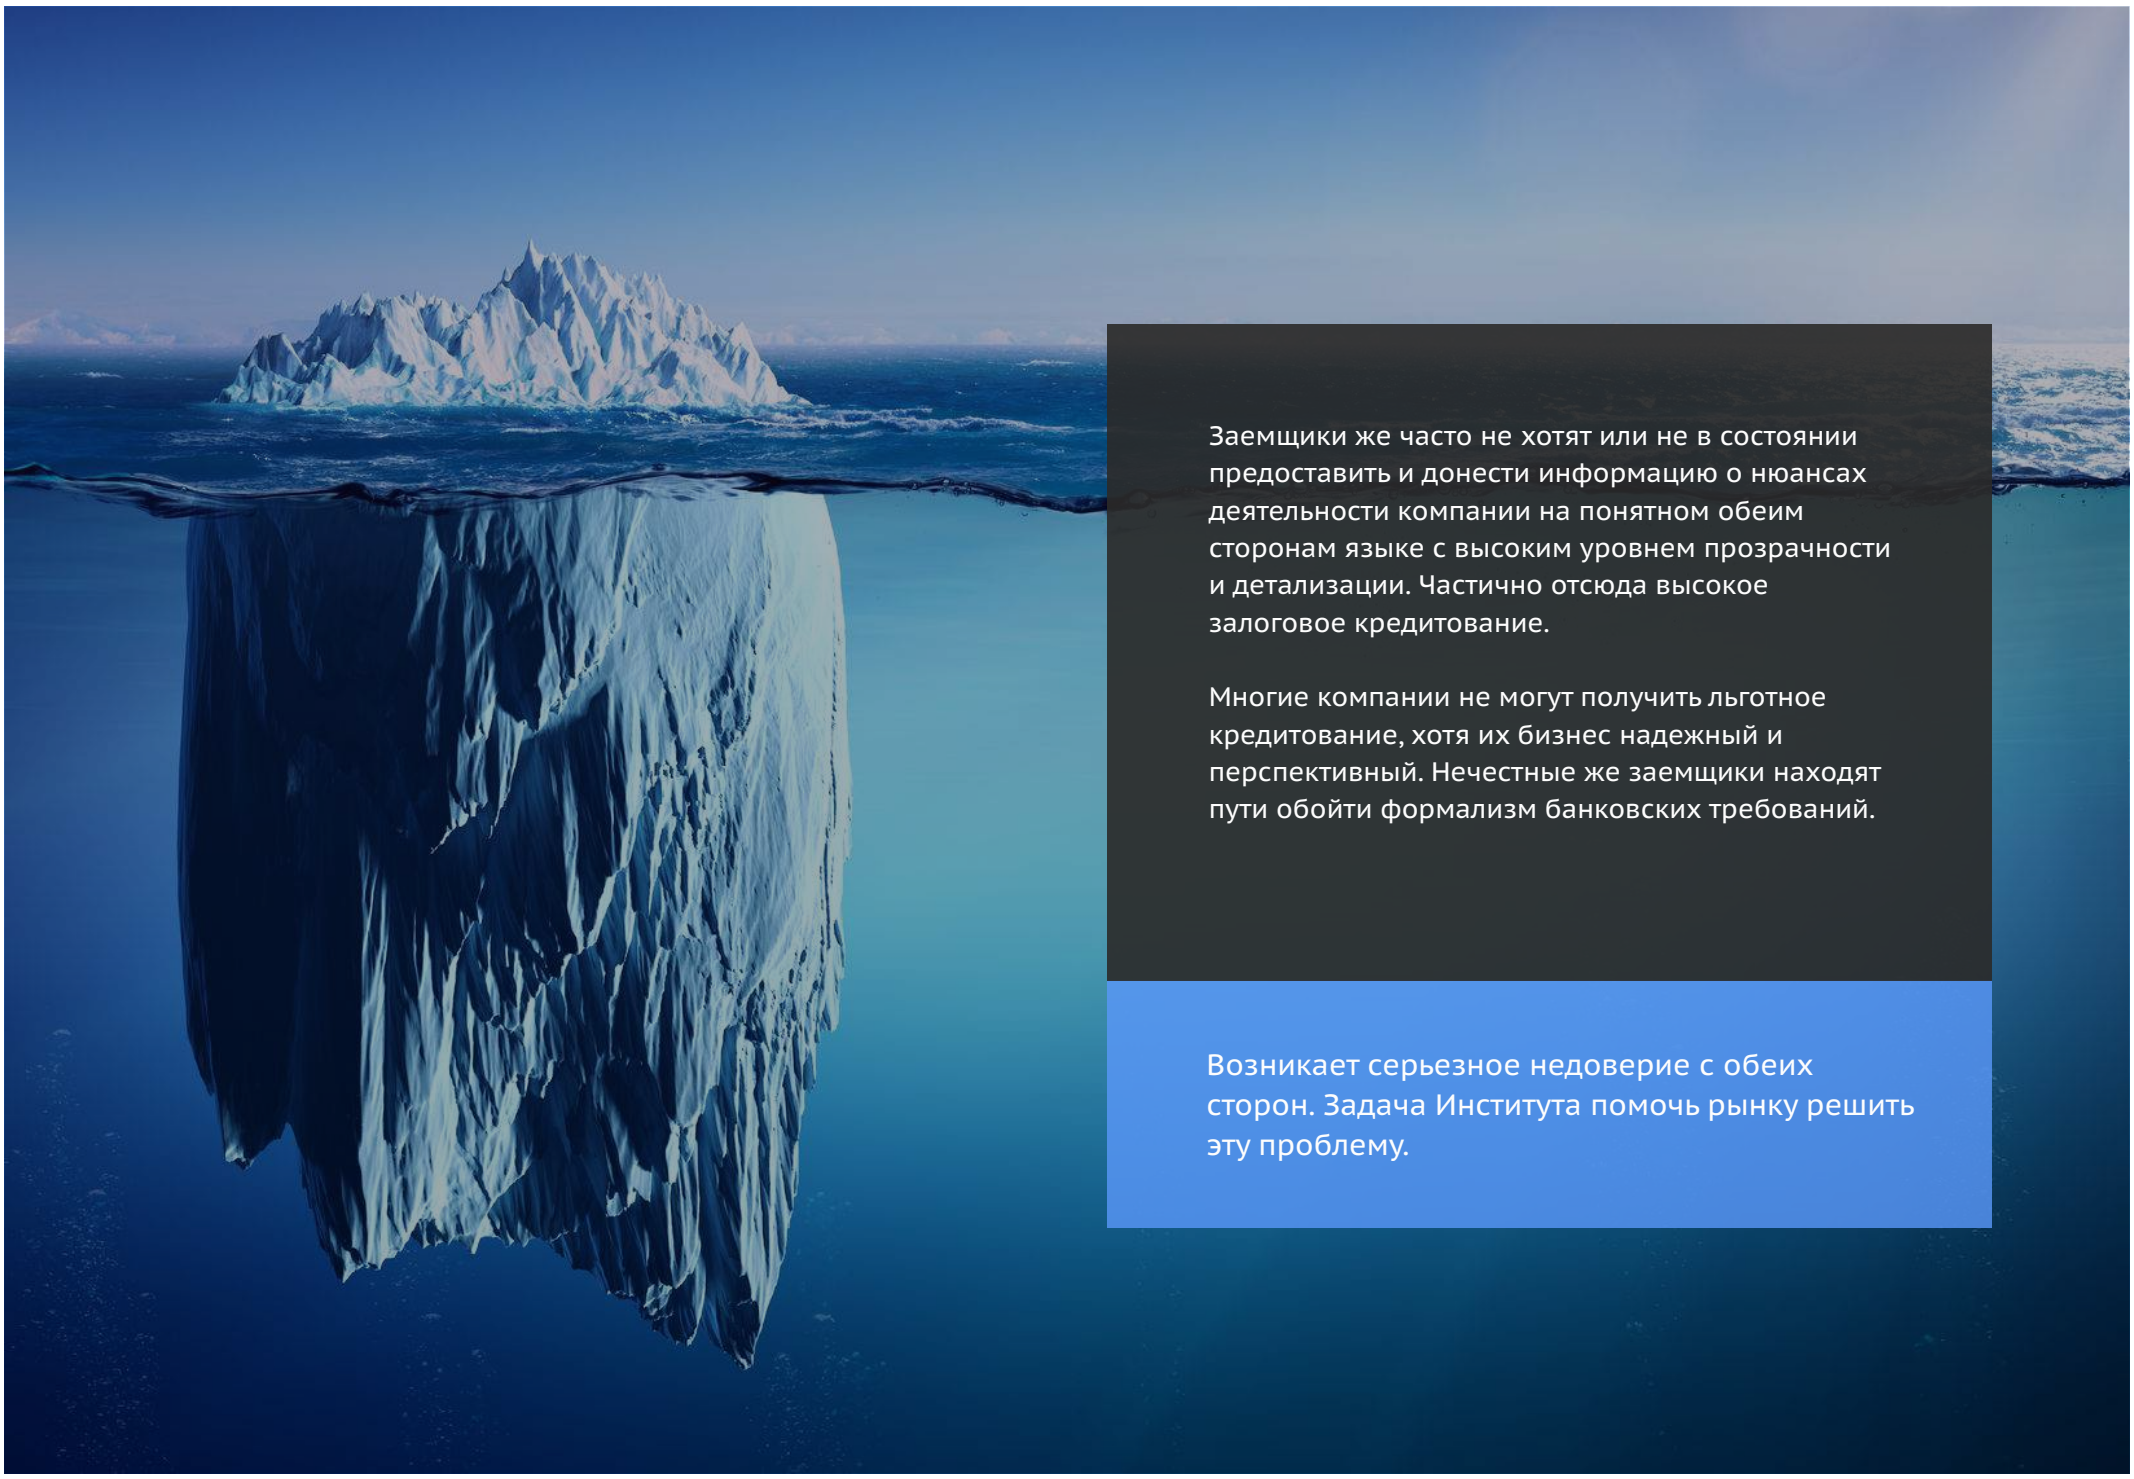 Заемщики же часто не хотят или не в состоянии
предоставить и донести информацию о нюансах
деятельности компании на понятном обеим
сторонам языке с высоким уровнем прозрачности
и детализации. Частично отсюда высокое
залоговое кредитование.
Многие компании не могут получить льготное
кредитование, хотя их бизнес надежный и
перспективный. Нечестные же заемщики находят
пути обойти формализм банковских требований.
Возникает серьезное недоверие с обеих
сторон. Задача Института помочь рынку решить
эту проблему.